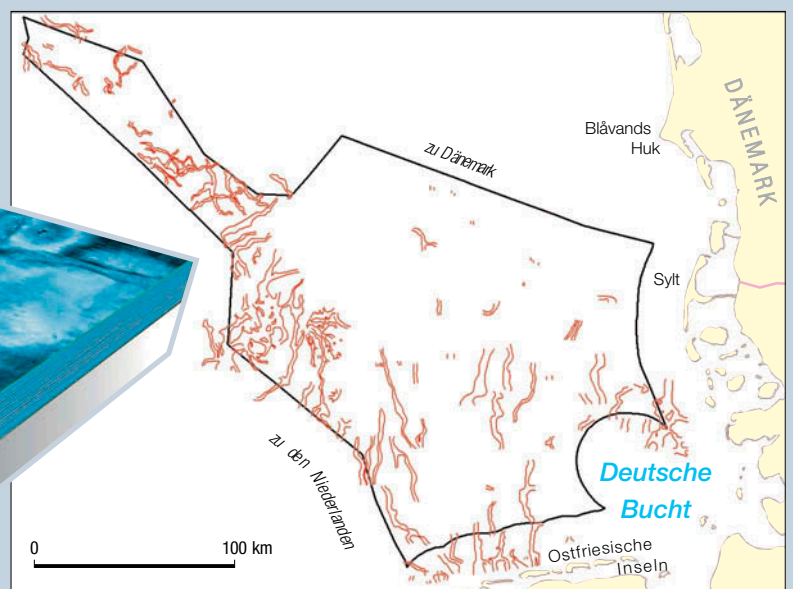 Blåvands
Huk
DÄNEMARK
zu Dänemark
Sylt
zu den Niederlanden
Deutsche
Bucht
0 100 km
Ostfriesische
Inseln